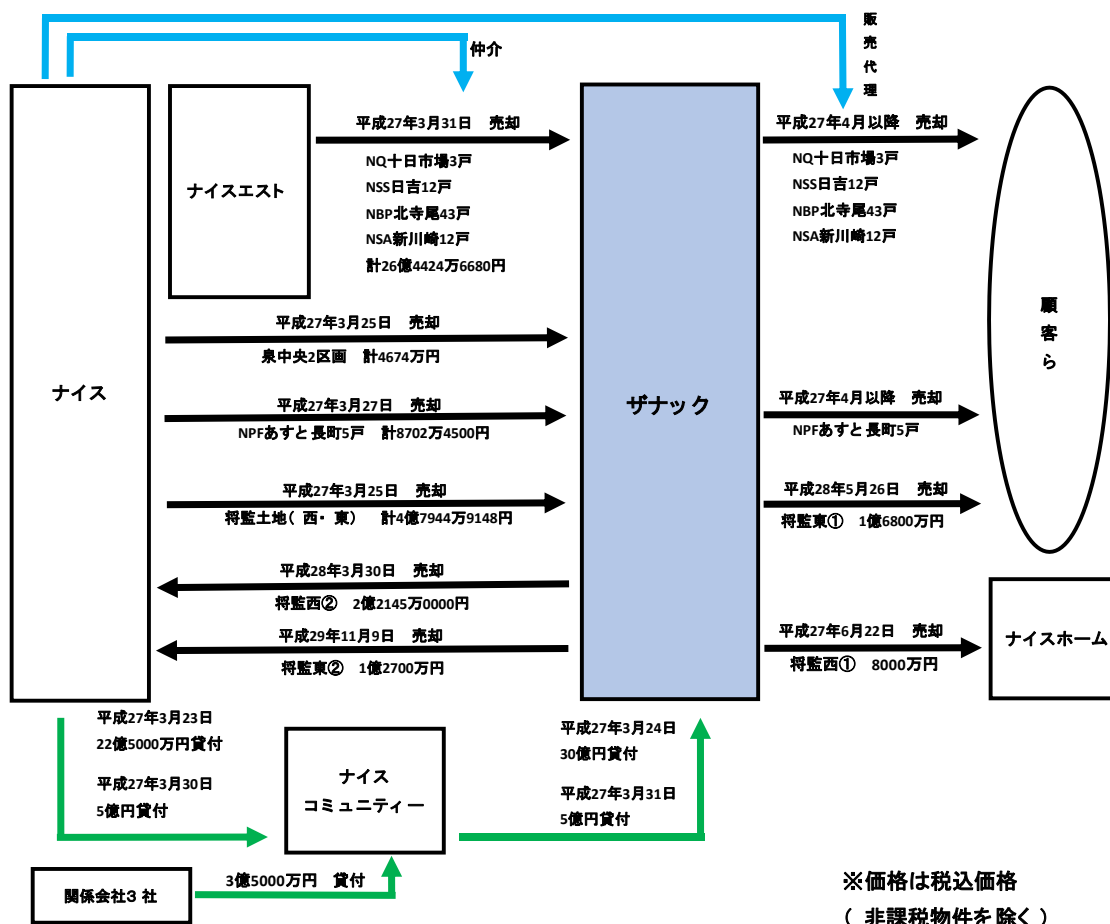 販
売
代
理
仲介
ナイス
ナイスエスト
平成27年3月31日 売却
NQ十日市場3戸
NSS日吉12戸
NBP北寺尾43戸
NSA新川崎12戸
計26億4424万6680円
平成27年3月25日 売却
泉中央2区画 計4674万円
平成27年3月27日 売却
NPFあすと長町5戸 計8702万4500円
平成27年3月25日 売却
将監土地( 西・ 東) 計4億7944万9148円
平成28年3月30日 売却
将監西② 2億2145万0000円
平成29年11月9日 売却
将監東② 1億2700万円
ザナック
平成27年4月以降 売却
NQ十日市場3戸
NSS日吉12戸
NBP北寺尾43戸
NSA新川崎12戸
平成27年4月以降 売却
NPFあすと長町5戸
平成28年5月26日 売却
将監東① 1億6800万円
平成27年6月22日 売却
将監西① 8000万円
顧
客
ら
ナイスホーム
平成27年3月23日
22億5000万円貸付
平成27年3月30日
5億円貸付
ナイス
コミュニティー
平成27年3月24日
30億円貸付
平成27年3月31日
5億円貸付
関係会社3 社
3億5000万円 貸付
※価格は税込価格
( 非課税物件を除く)